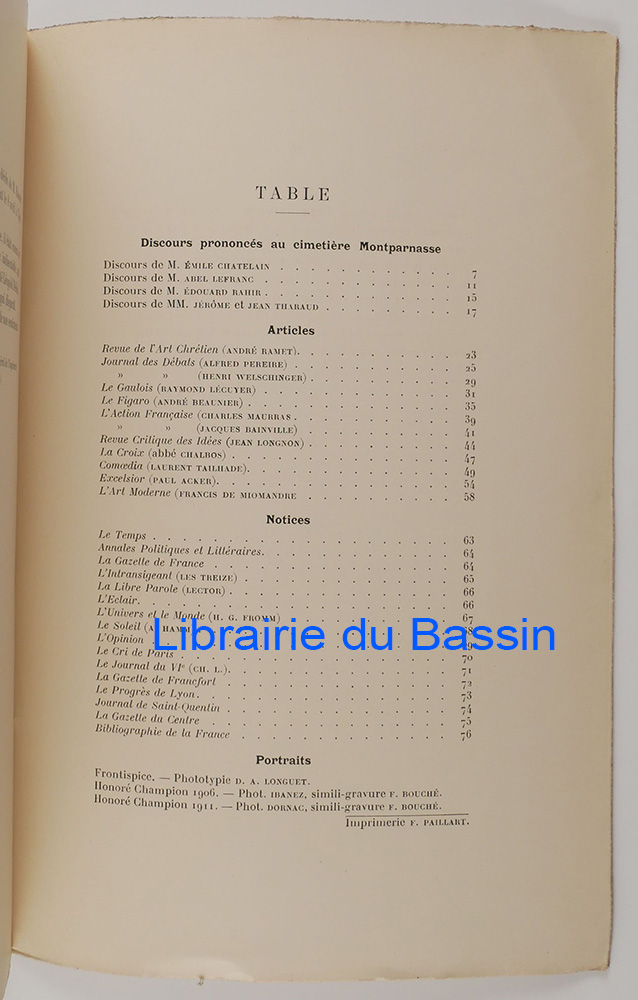 TABLE
Discours prononcés au cimetière Montparnasse
Discours de M. ÉMILE CHATELAIN . . . . . . . . . . . . 7
Discours de M. ABEL LEFRANC . . . . . . . . . . . . 11
Discours de M. ÉDOUARD RAHIR . . . . . . . . . . . . 15
Discours de MM. JÉRÔME et JEAN THARAUD . . . . . . . . 17
Articles
Revue de l'Art Chrétien (ANDRÉ RAMET). . . . . . . . . . 23
Journal des Débats (ALFRED PEREIRE) . . . . . . . . . . 25
» » (HENRI WELSCHINGER) . . . . . . . . . 29
Le Gaulois (RAYMOND LÉCUYER) . . . . . . . . . . . 31
Le Figaro (ANDRÉ BEAUNIER) . . . . . . . . . . . . 35
L'Action Française (CHARLES MAURRAS . . . . . . . . . . 39
» » (JACQUES BAINVILLE) . . . . . . . . . 41
Revue Critique des Idées (JEAN LONGNON) . . . . . . . . . 44
La Croix (abbé CHALBOS) . . . . . . . . . . . . . 47
Comœdia (LAURENT TAILHADE). . . . . . . . . . . . 49
Excelsior (PAUL ACKER). . . . . . . . . . . . . . 54
L'Art Moderne (FRANCIS DE MIOMANDRE . . . . . . . . . 58
Notices
Le Temps . . . . . . . . . . . . . . . . . 63
Annales Politiques et Littéraires. . . . . . . . . . . . 64
La Gazette de France . . . . . . . . . . . . . . 64
L'Intransigeant (LES TREIZE) . . . . . . . . . . . . 65
La Libre Parole (LECTOR) . . . . . . . . . . . . . 66
L'Eclair. . . . . . . . . . . . . . . . . . 66
L'Univers et le Monde (H. G. FROMM) . . . . . . . . . . 67
Le Soleil (A. HAMM
L'Opinion
Librairie du Bassin
Le Cri de Paris . . . . . . . . . . . . . . . 70
Le Journal du VIe (CH. L.). . . . . . . . . . . . . 71
La Gazette de Francfort . . . . . . . . . . . . . 72
Le Progrès de Lyon. . . . . . . . . . . . . . . 73
Journal de Saint-Quentin . . . . . . . . . . . . . 74
La Gazette du Centre . . . . . . . . . . . . . . 75
Bibliographie de la France . . . . . . . . . . . . 76
Portraits
Frontispice. — Phototypie D. A. LONGUET.
Honoré Champion 1906. — Phot. IBANEZ, simili-gravure F. BOUCHÉ.
Honoré Champion 1911. — Phot. DORNAC, simili-gravure F. BOUCHÉ.
Imprimerie F. PAILLART.